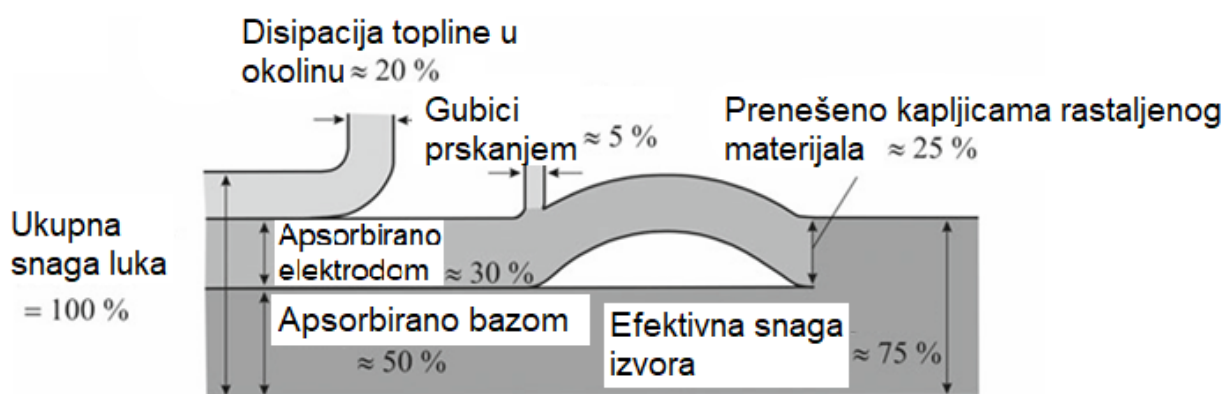 Disipacija topline u
okolinu ≈ 20 %
Gubici
prskanjem ≈ 5 %
Prenešeno kapljicama rastaljenog
materijala ≈ 25 %
Ukupna
snaga luka
= 100 %
Apsorbirano
elektrodom ≈ 30 %
Apsorbirano bazom
≈ 50 %
Efektivna snaga
izvora ≈ 75 %